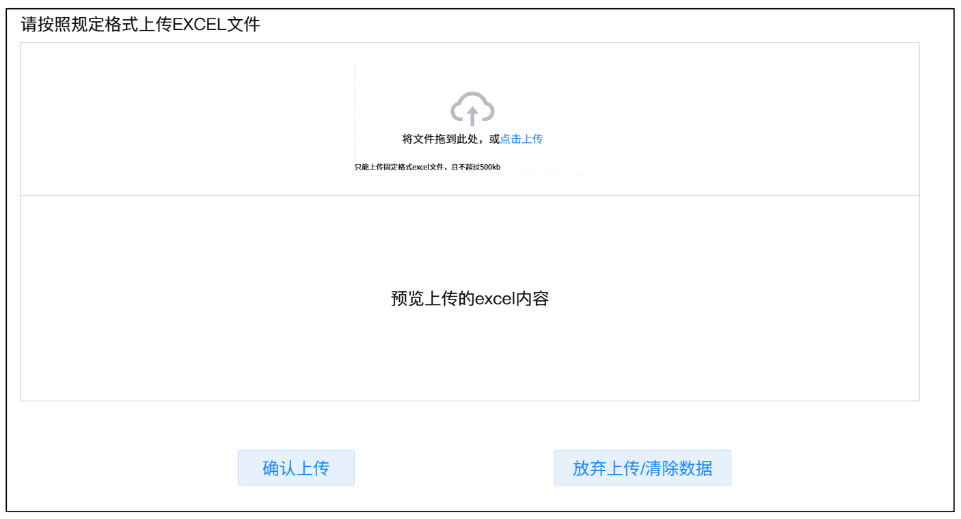 请按照规定格式上传EXCEL文件
将文件拖到此处，或点击上传
只能上传固定格式excel文件，且不超过500kb
预览上传的excel内容
确认上传
放弃上传/清除数据